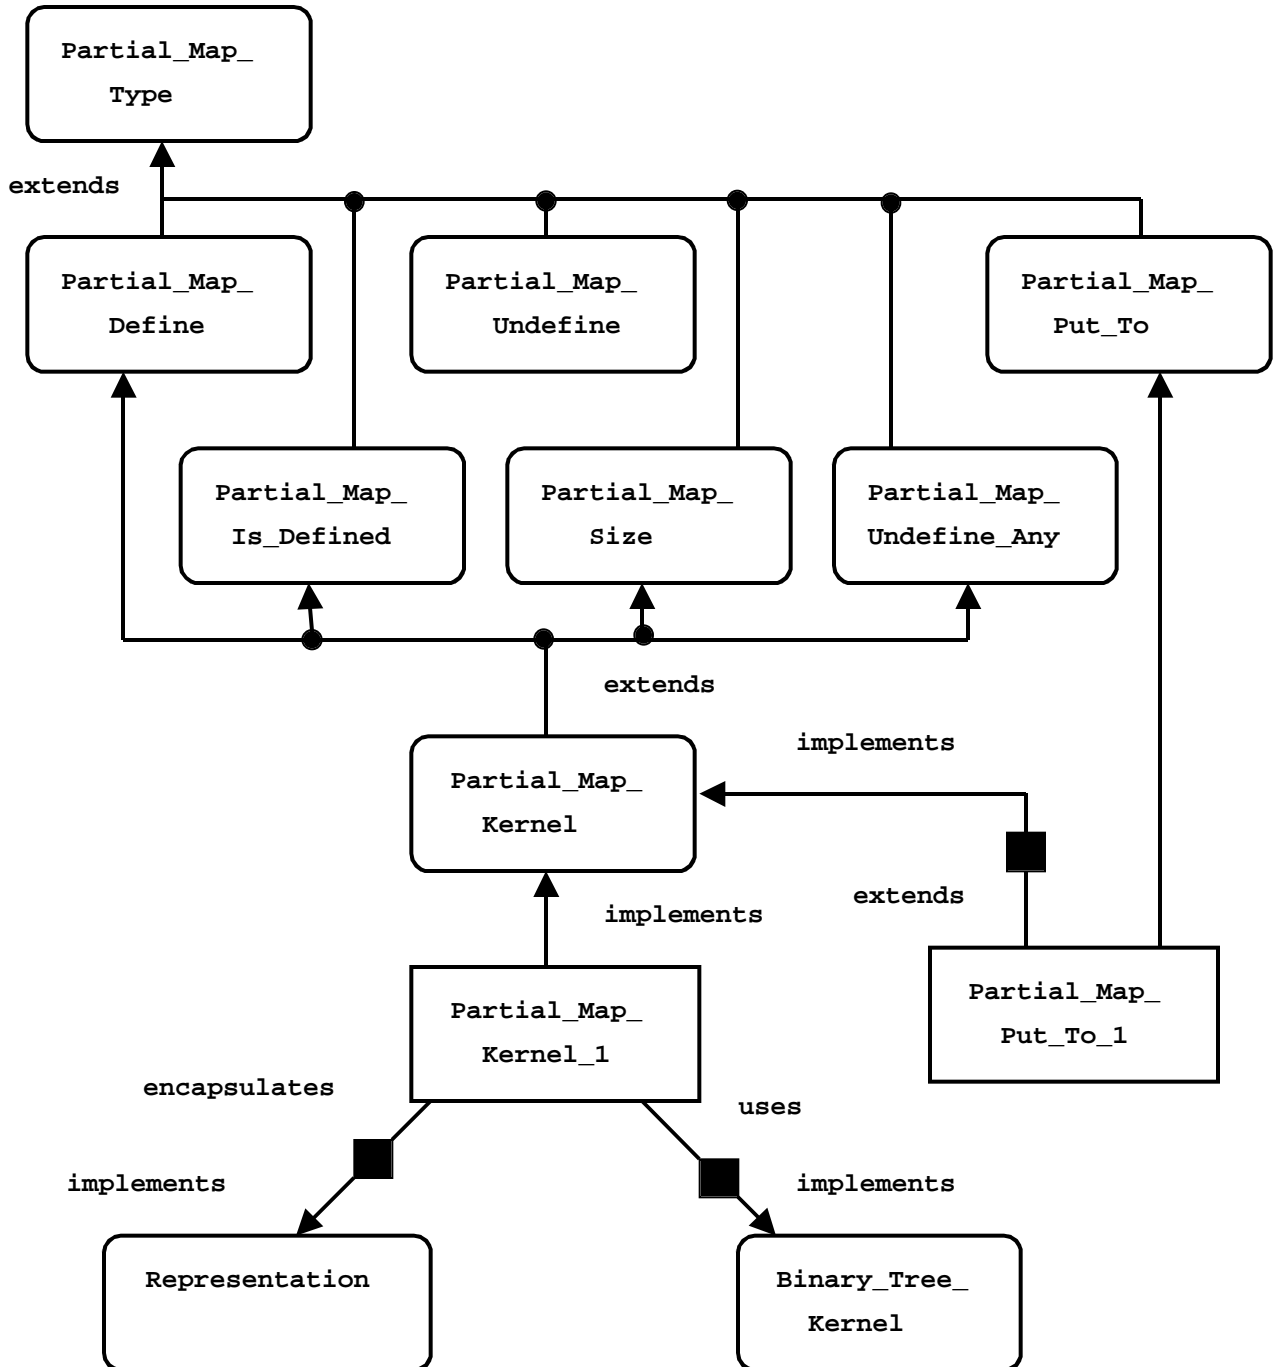 Partial_Map_
Type
extends
Partial_Map_
Define
Partial_Map_
Undefine
Partial_Map_
Put_To
Partial_Map_
Is_Defined
Partial_Map_
Size
Partial_Map_
Undefine_Any
extends
implements
Partial_Map_
Kernel
extends
implements
Partial_Map_
Kernel_1
Partial_Map_
Put_To_1
encapsulates
uses
implements
implements
Representation
Binary_Tree_
Kernel